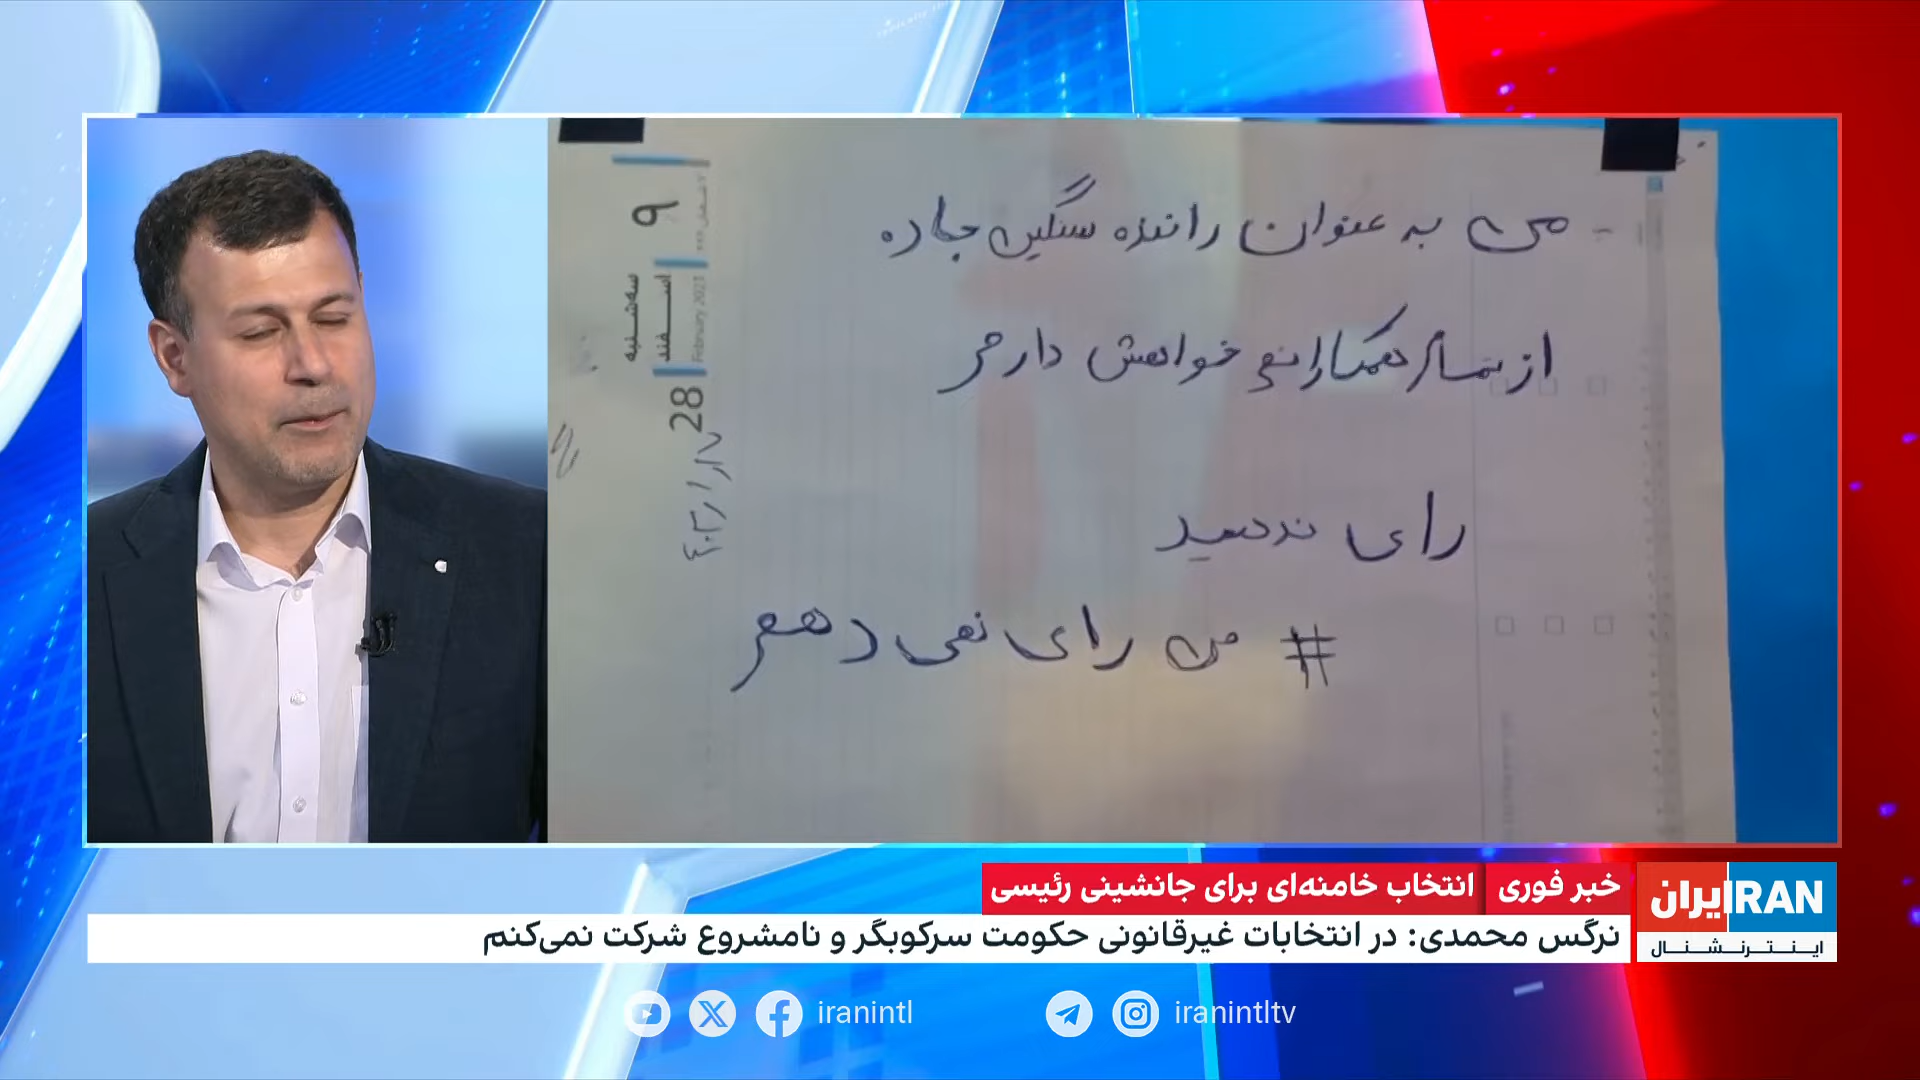 من به عنوان راننده سنگین جاده
از تمام همکارانم خواهش دارم
رای ندهید
# من رای نمی دهم
۹
سه‌شنبه
اسفند
February 2023
28
خبر فوری
انتخاب خامنه‌ای برای جانشینی رئیسی
نرگس محمدی: در انتخابات غیرقانونی حکومت سرکوبگر و نامشروع شرکت نمی‌کنم
ایران IRAN
اینترنشنال
iranintl
iranintltv